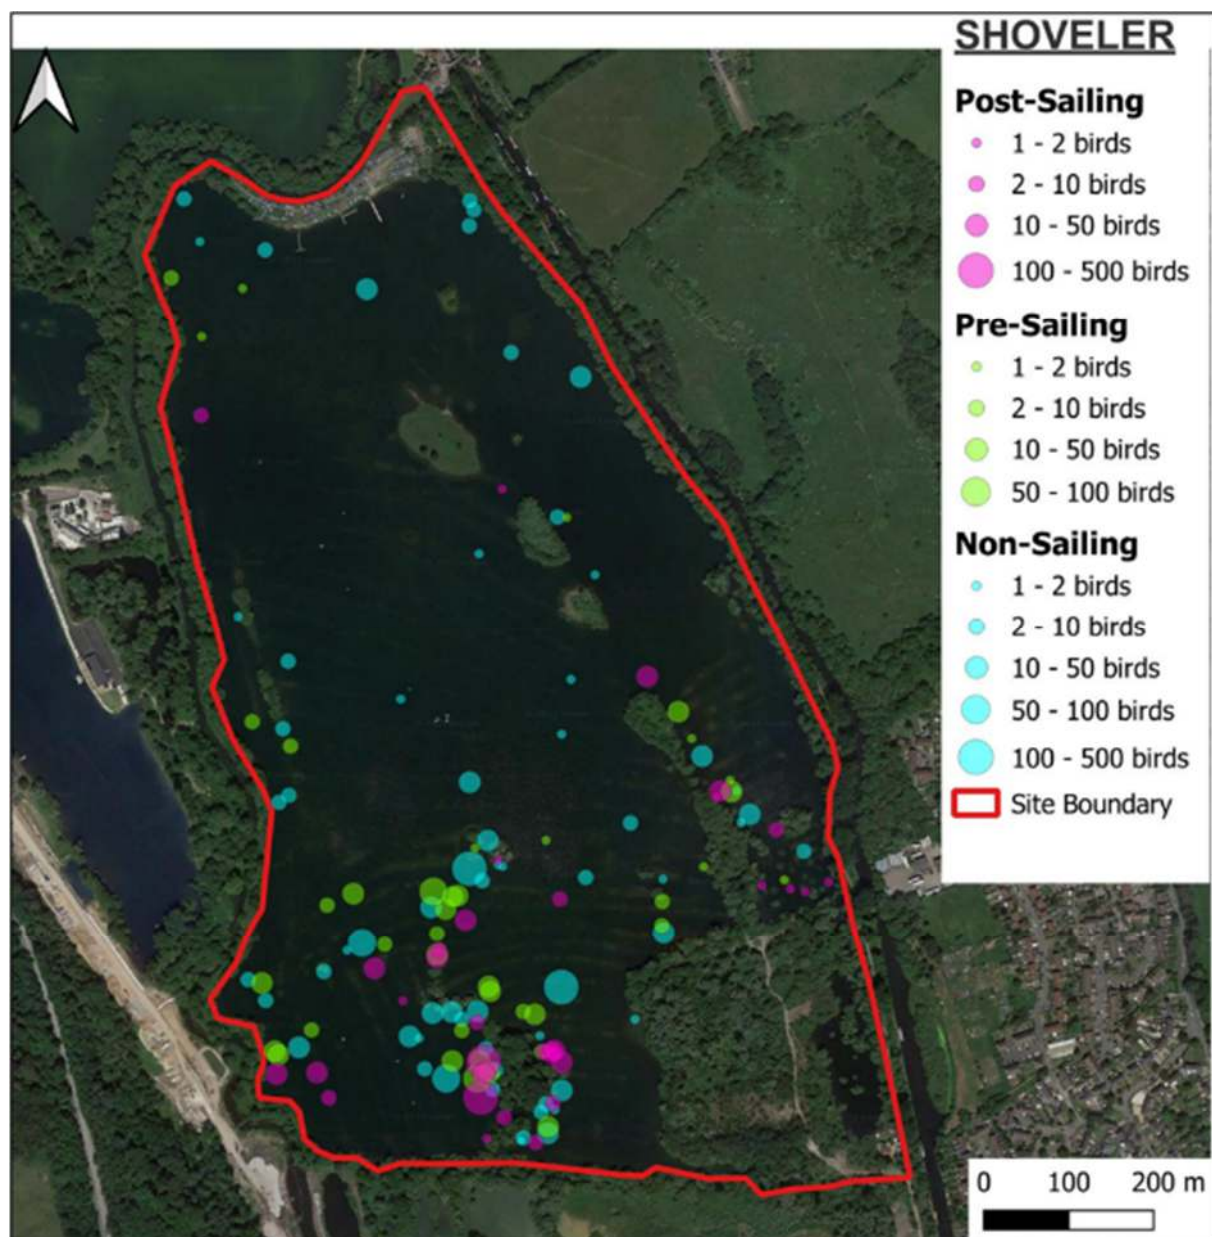 SHOVELER
Post-Sailing
1 - 2 birds
2 - 10 birds
10 - 50 birds
100 - 500 birds
Pre-Sailing
1 - 2 birds
2 - 10 birds
10 - 50 birds
50 - 100 birds
Non-Sailing
1 - 2 birds
2 - 10 birds
10 - 50 birds
50 - 100 birds
100 - 500 birds
Site Boundary
0 100 200 m